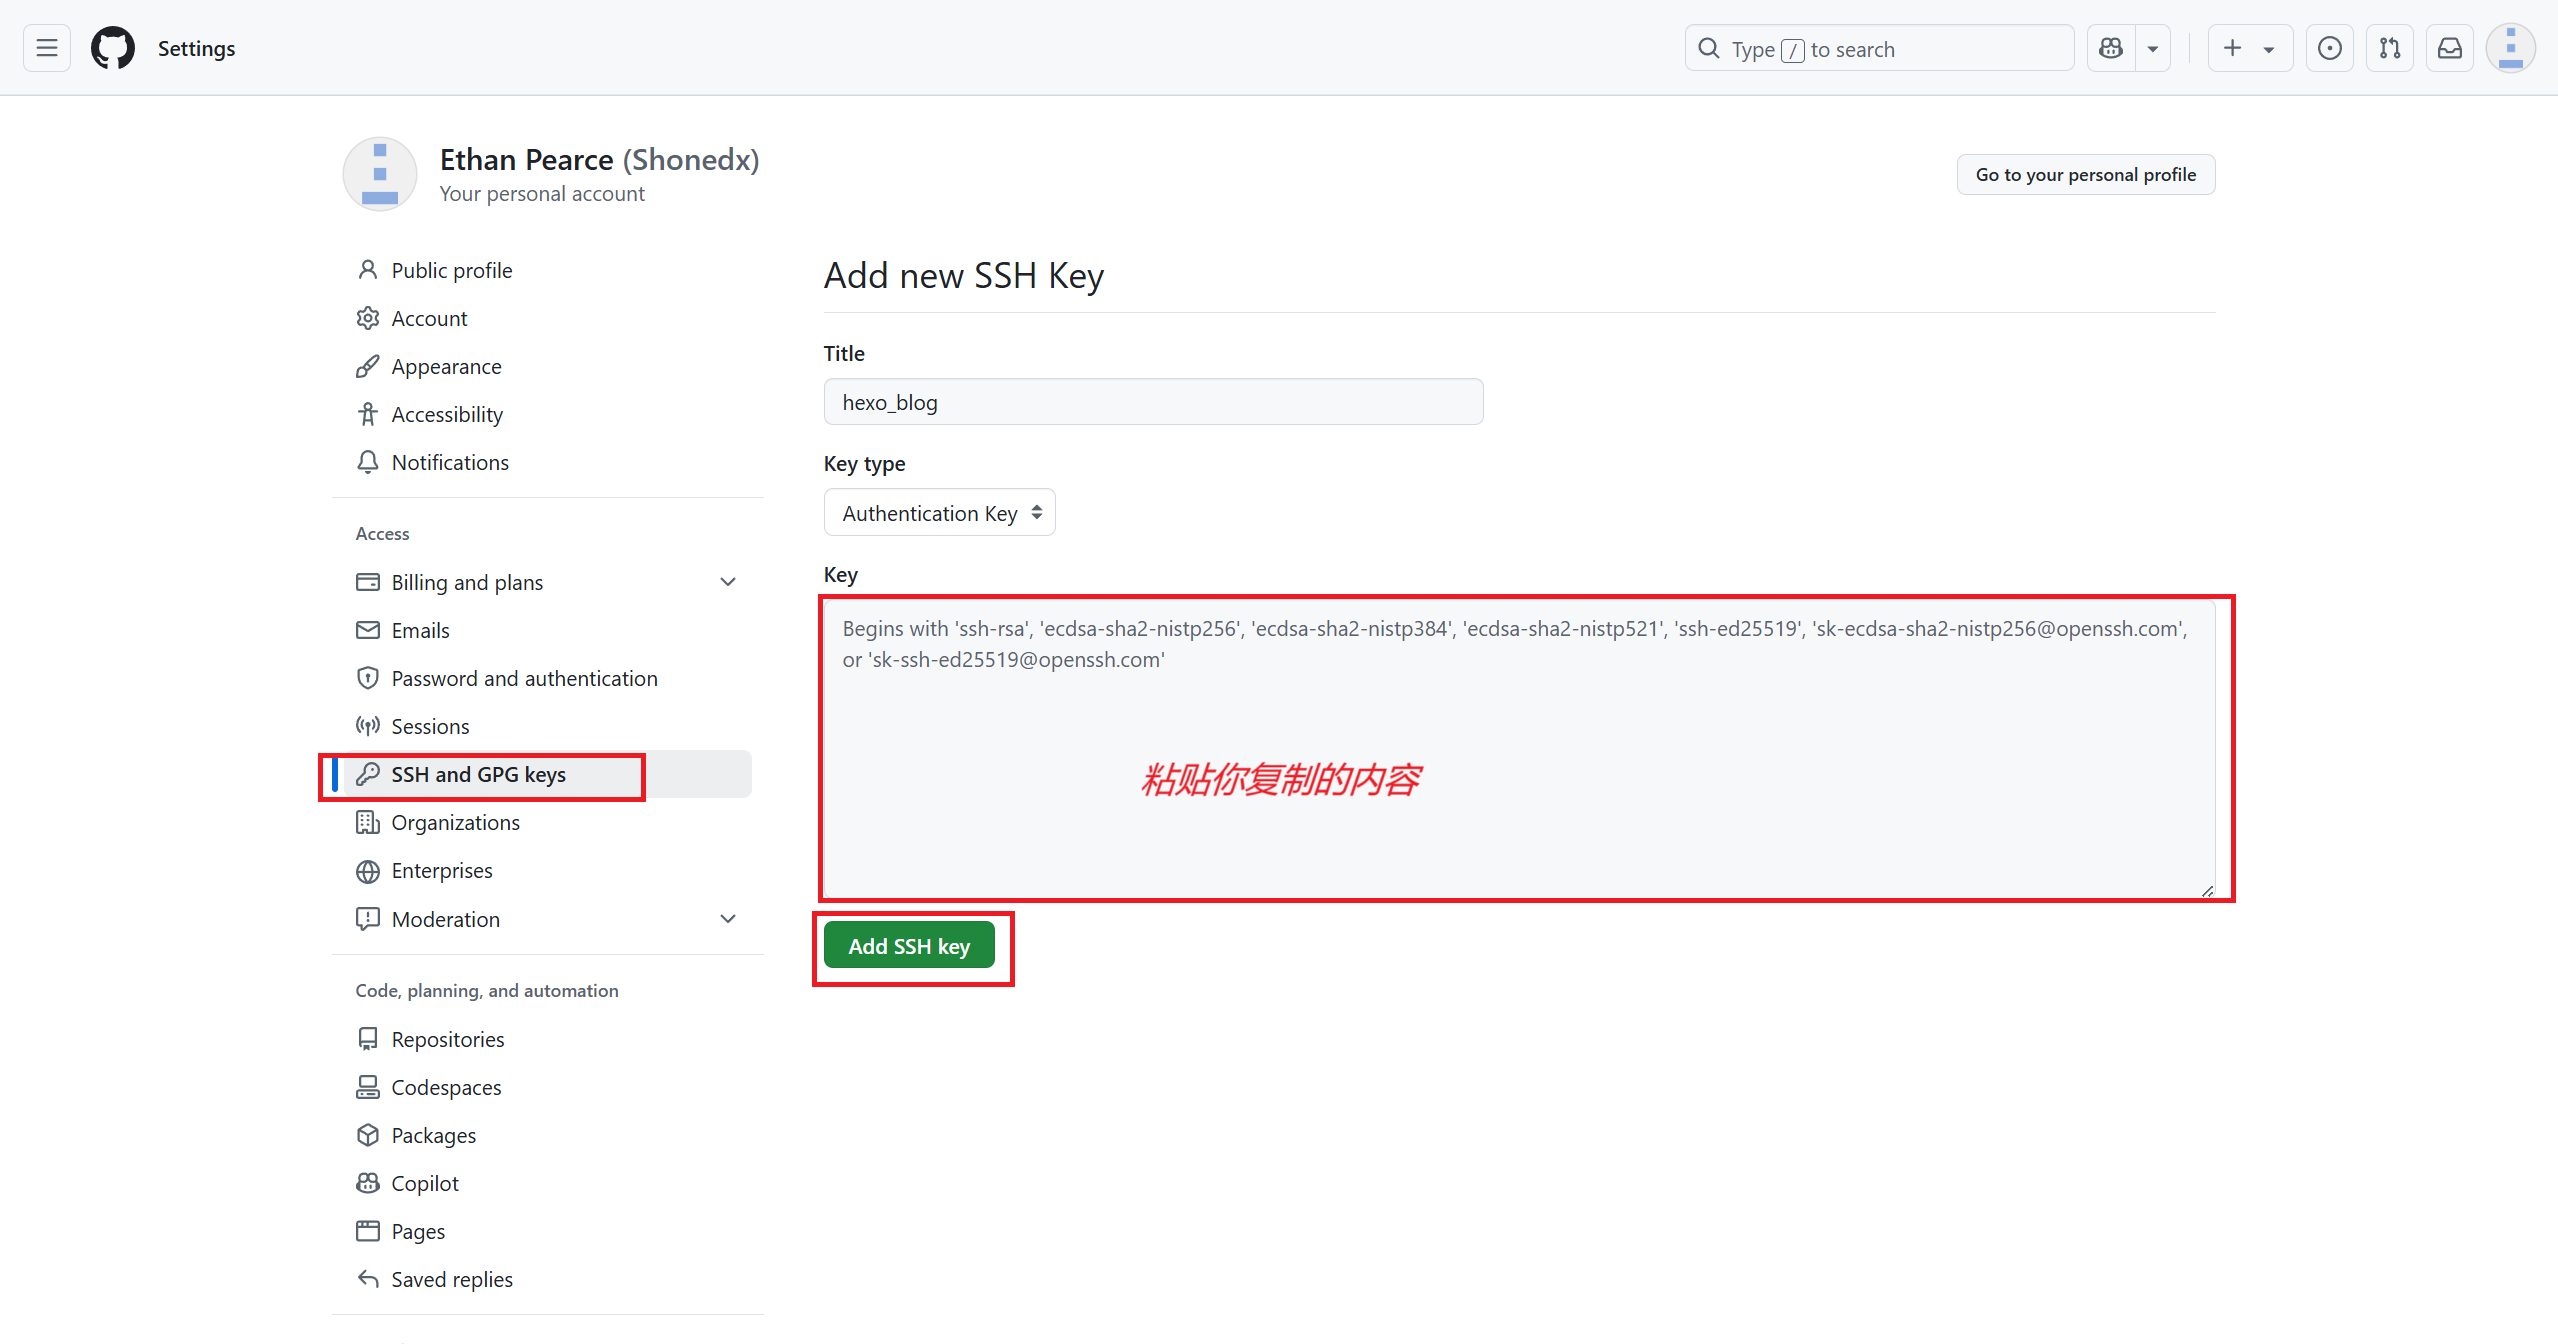 Settings
Type / to search
Ethan Pearce (Shonedx)
Your personal account
Go to your personal profile
Public profile
Account
Appearance
Accessibility
Notifications
Access
Billing and plans
Emails
Password and authentication
Sessions
SSH and GPG keys
Organizations
Enterprises
Moderation
Code, planning, and automation
Repositories
Codespaces
Packages
Copilot
Pages
Saved replies
Add new SSH Key
Title
hexo_blog
Key type
Authentication Key
Key
Begins with 'ssh-rsa', 'ecdsa-sha2-nistp256', 'ecdsa-sha2-nistp384', 'ecdsa-sha2-nistp521', 'ssh-ed25519', 'sk-ecdsa-sha2-nistp256@openssh.com',
or 'sk-ssh-ed25519@openssh.com'
粘贴你复制的内容
Add SSH key